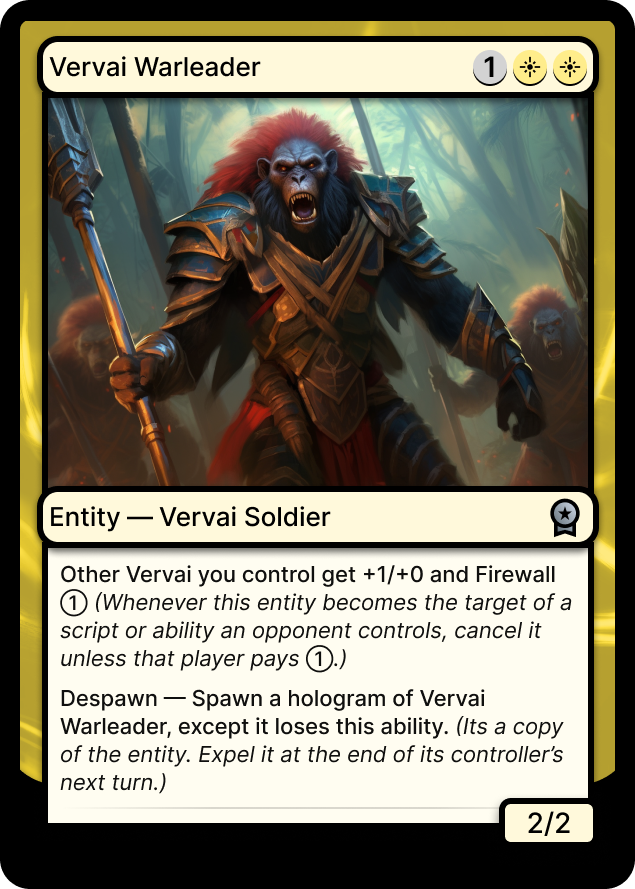 Vervai Warleader 1
Entity — Vervai Soldier
Other Vervai you control get +1/+0 and Firewall
① (Whenever this entity becomes the target of a
script or ability an opponent controls, cancel it
unless that player pays ①.)
Despawn — Spawn a hologram of Vervai
Warleader, except it loses this ability. (Its a copy
of the entity. Expel it at the end of its controller’s
next turn.)
2/2